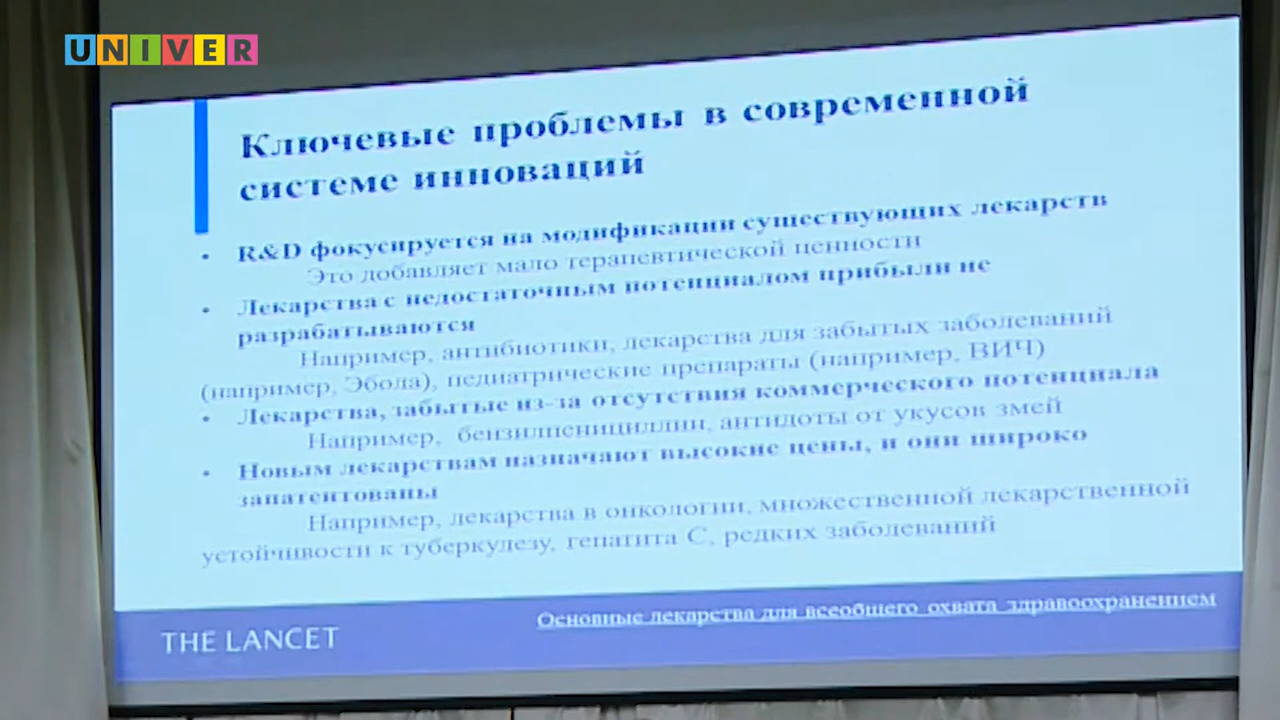 UNIVER
Ключевые проблемы в современной
системе инноваций
• R&D фокусируется на модификации существующих лекарств
Это добавляет мало терапевтической ценности
• Лекарства с недостаточным потенциалом прибыли не
разрабатываются
Например, антибиотики, лекарства для забытых заболеваний
(например, Эбола), педиатрические препараты (например, ВИЧ)
• Лекарства, забытые из-за отсутствия коммерческого потенциала
Например, бензилпенициллин, антидоты от укусов змей
• Новым лекарствам назначают высокие цены, и они широко
запатентованы
Например, лекарства в онкологии, множественной лекарственной
устойчивости к туберкулезу, гепатита С, редких заболеваний
Основные лекарства для всеобщего охвата здравоохранением
THE LANCET